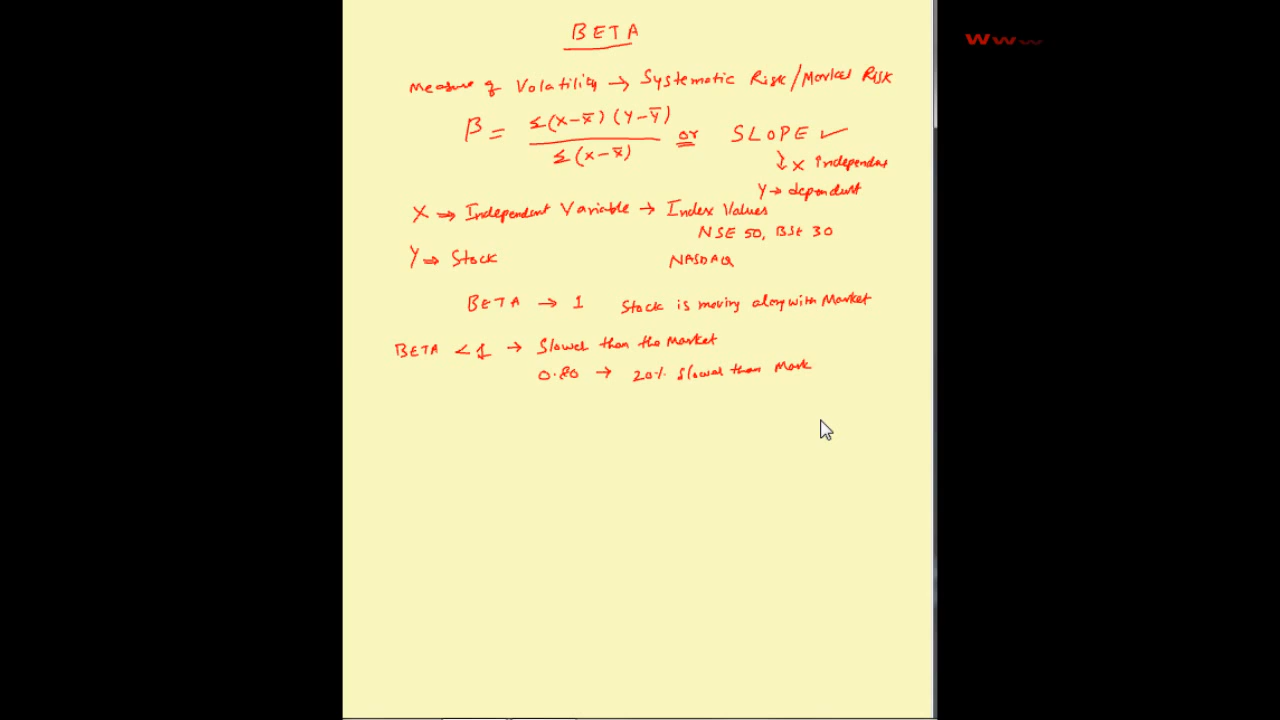 BETA
Www
Measure of Volatility → Systematic Risk/Market Risk
β = Σ(X-x̄) (Y-Ȳ) / Σ(x-x̄) or SLOPE ✓
↓ X independent
Y → dependent
X ⇒ Independent Variable → Index Values
NSE 50, BSE 30
Y ⇒ Stock
NASDAQ
BETA → 1 Stock is moving along with Market
BETA < 1 → Slower than the Market
0.80 → 20% slower than Mark